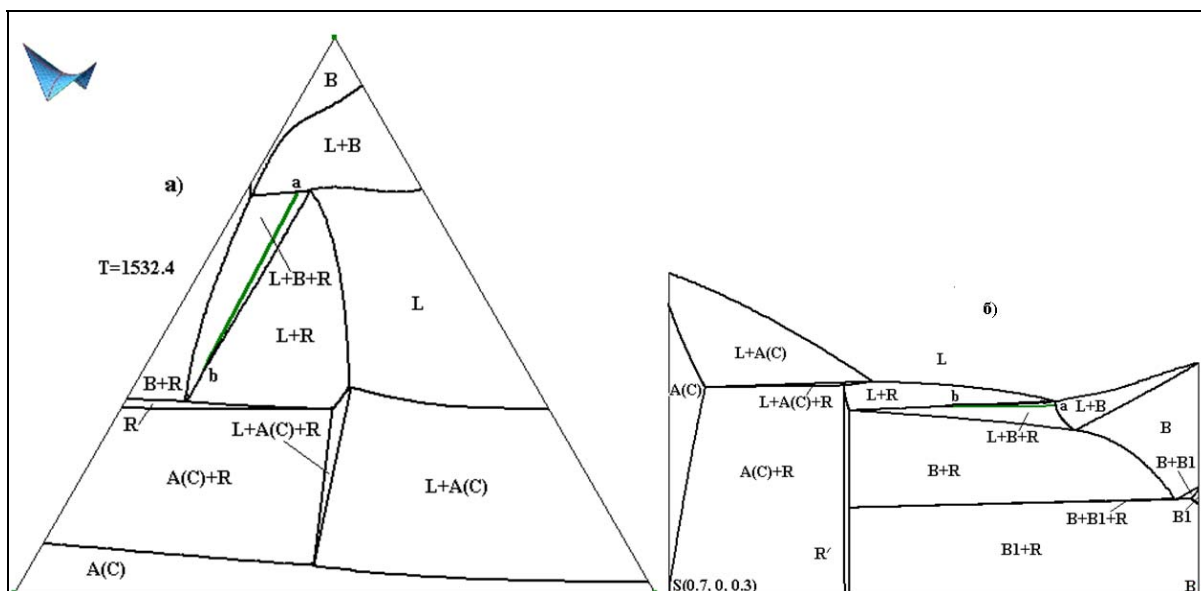 B
L+B
a)
a
T=1532.4
L+B+R
L
L+R
b
B+R
R
L+A(C)+R
A(C)+R
L+A(C)
A(C)
б)
L+A(C)
L
A(C)
L+A(C)+R
L+R
b
a
L+B
L+B+R
B
A(C)+R
B+R
B+B1
B+B1+R
B1
R
B1+R
S(0.7, 0, 0.3)
B